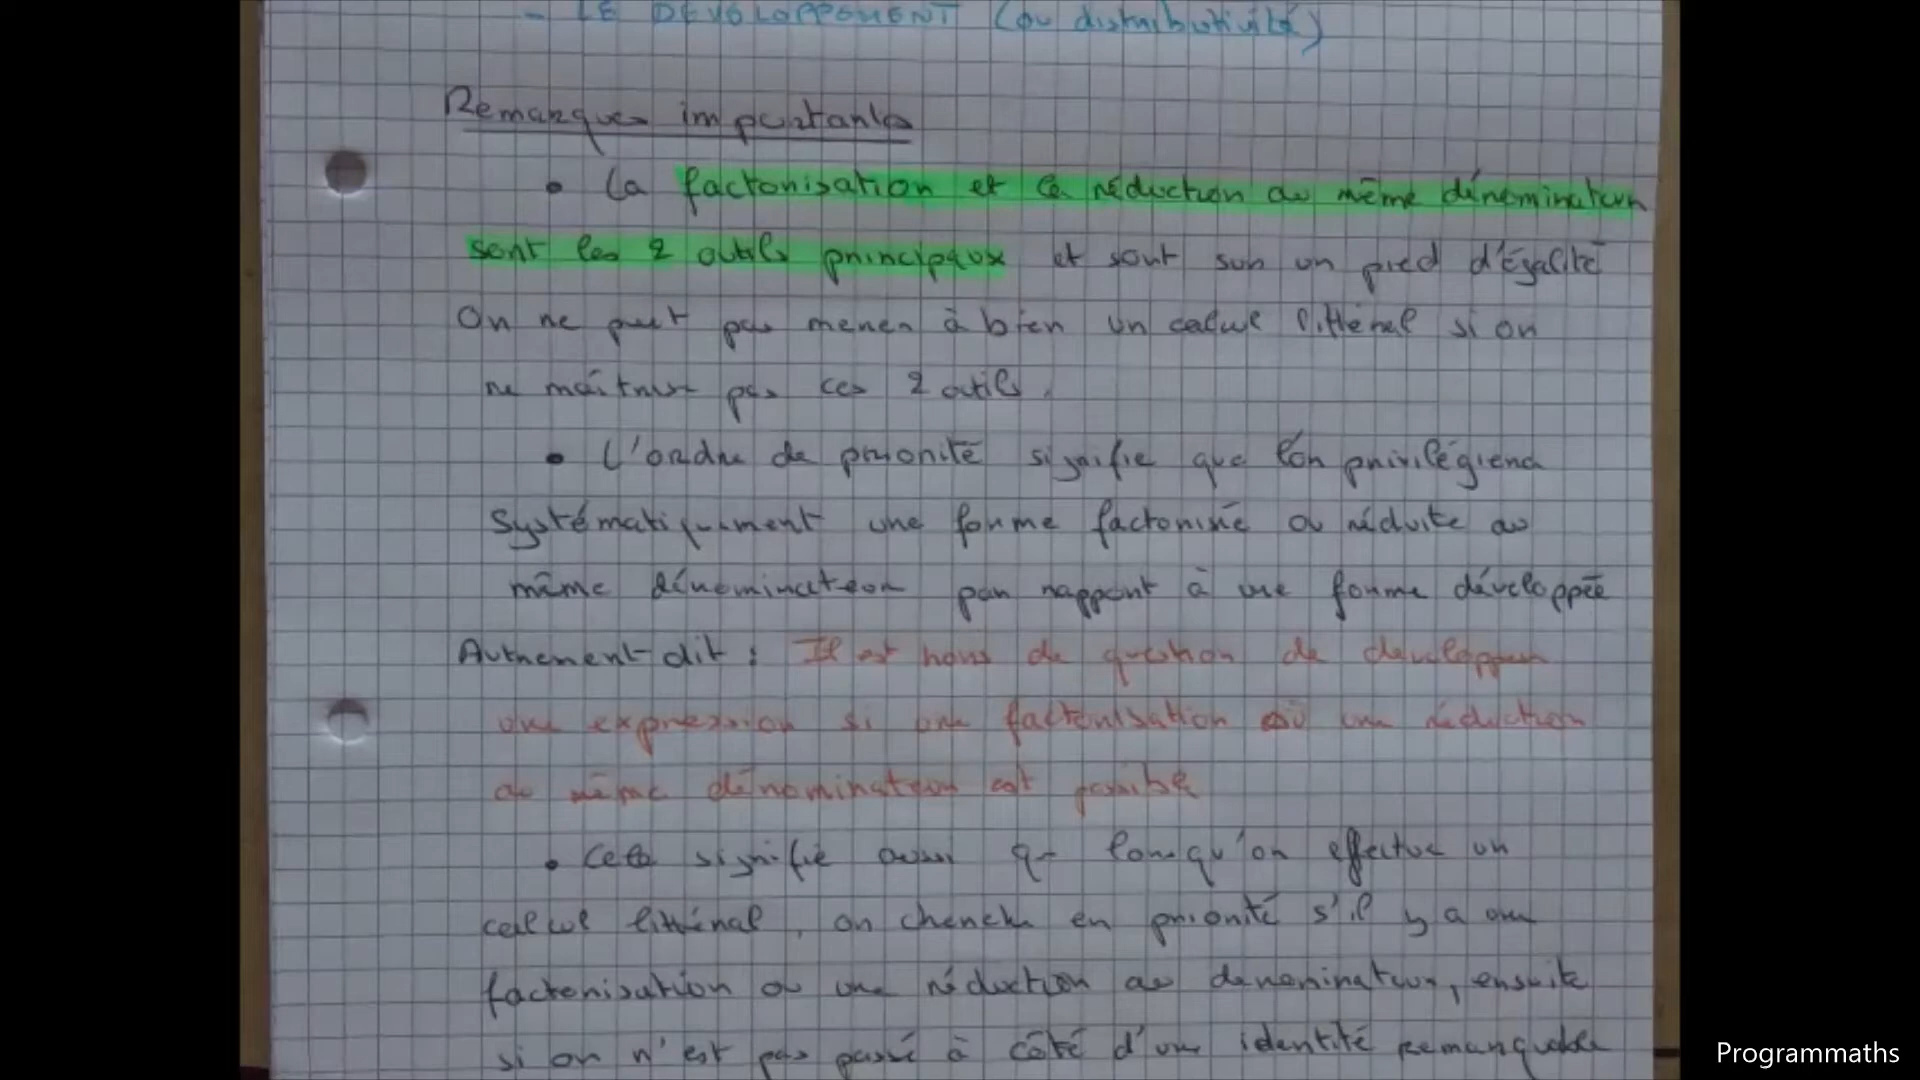 - LE DEVELOPPEMENT (ou distributivité)
Remarques importantes
• La factorisation et la réduction au même dénominateur
sont les 2 outils principaux et sont sur un pied d'égalité
On ne peut pas mener à bien un calcul littéral si on
ne maîtrise pas ces 2 outils.
• L'ordre de priorité signifie que l'on privilégiera
Systématiquement une forme factorisée ou réduite au
même dénominateur par rapport à une forme développée
Autrement dit : Il est hors de question de développer
une expression si une factorisation ou une réduction
au même dénominateur est possible
• Cela signifie aussi que lorsqu'on effectue un
calcul littéral, on cherche en priorité s'il y a une
factorisation ou une réduction au dénominateur, ensuite
si on n'est pas passé à côté d'une identité remarquable
Programmaths